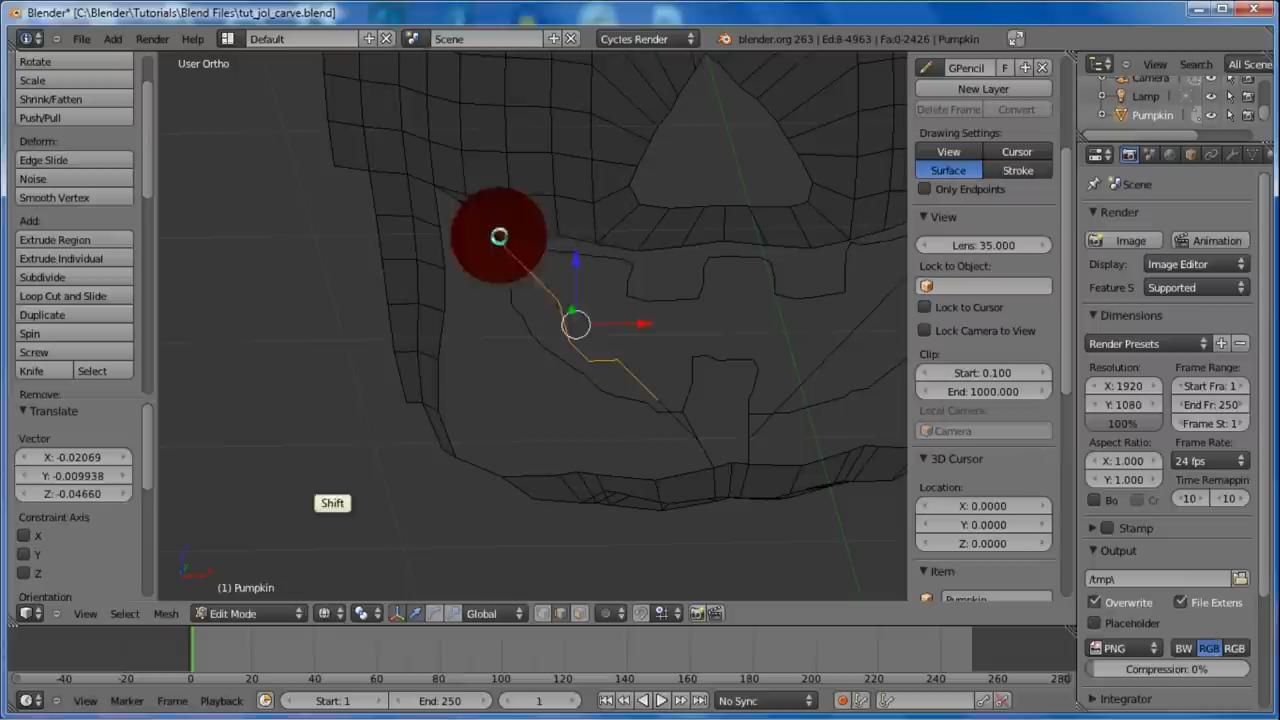 Blender* [C:\Blender\Tutorials\Blend Files\tut_jol_carve.blend]
File Add Render Help Default Scene Cycles Render blender.org 263 | Ed:8-4963 | Fa:0-2426 | Pumpkin
Rotate
Scale
Shrink/Fatten
Push/Pull
Deform:
Edge Slide
Noise
Smooth Vertex
Add:
Extrude Region
Extrude Individual
Subdivide
Loop Cut and Slide
Duplicate
Spin
Screw
Knife Select
Remove:
Translate
Vector
X: -0.02069
Y: -0.009938
Z: -0.04660
Constraint Axis
X
Y
Z
Orientation
User Ortho
Shift
(1) Pumpkin
GPencil F
New Layer
Delete Frame Convert
Drawing Settings:
View Cursor
Surface Stroke
Only Endpoints
View
Lens: 35.000
Lock to Object:
Lock to Cursor
Lock Camera to View
Clip:
Start: 0.100
End: 1000.000
Local Camera:
Camera
3D Cursor
Location:
X: 0.0000
Y: 0.0000
Z: 0.0000
Item
Pumpkin
View Search All Scene
Camera
Lamp
Pumpkin
Scene
Render
Image Animation
Display: Image Editor
Feature S Supported
Dimensions
Render Presets
Resolution: Frame Range:
X: 1920 Start Fra: 1
Y: 1080 End Fr: 250
100% Frame St: 1
Aspect Ratio: Frame Rate:
X: 1.000 24 fps
Y: 1.000 Time Remappin
Bo Cr 10 10
Stamp
Output
/tmp\
Overwrite File Extens
Placeholder
PNG BW RGB RGB
Compression: 0%
Integrator
View Select Mesh Edit Mode Global
-40 -20 0 20 40 60 80 100 120 140 160 180 200 220 240 260 280
View Marker Frame Playback Start: 1 End: 250 1 No Sync